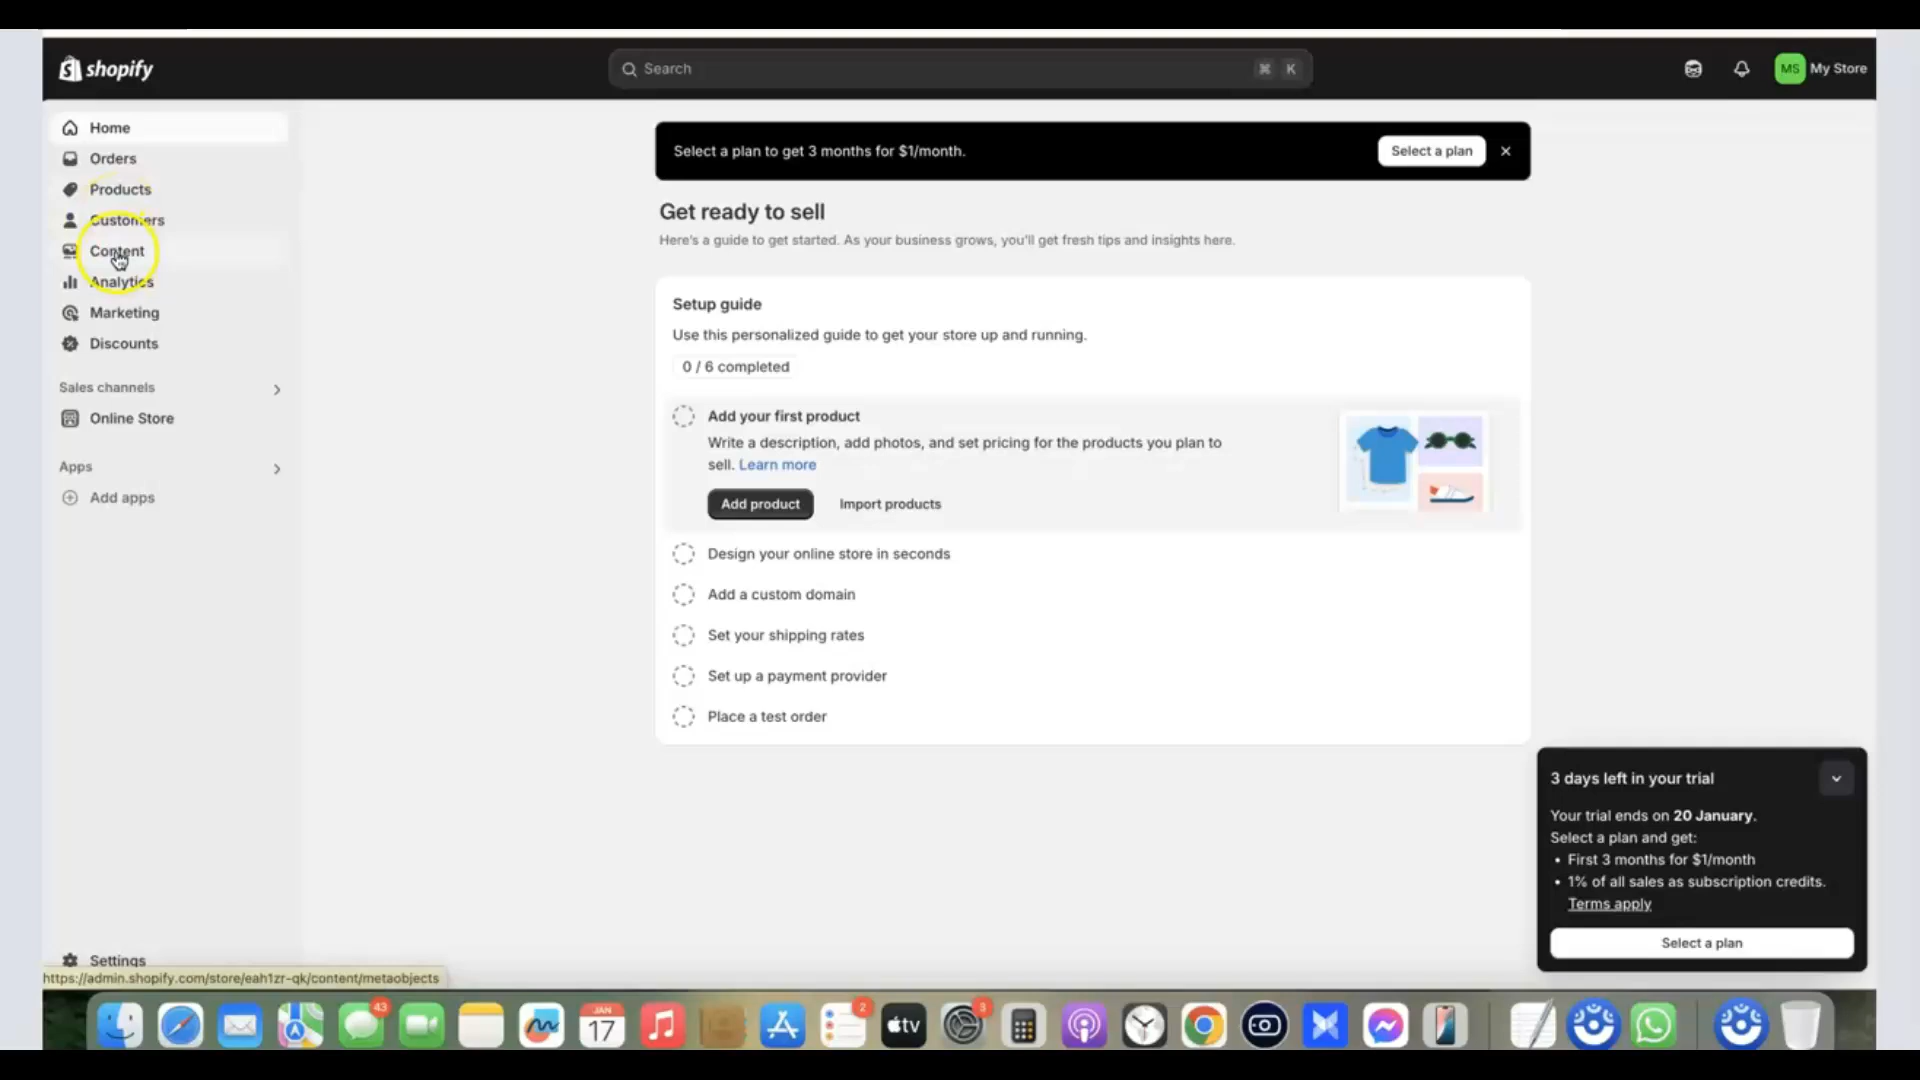 shopify
Search
⌘ K
MS My Store
Home
Orders
Products
Customers
Content
Analytics
Marketing
Discounts
Sales channels
Online Store
Apps
Add apps
Settings
https://admin.shopify.com/store/eah1zr-qk/content/metaobjects
Select a plan to get 3 months for $1/month.
Select a plan
Get ready to sell
Here's a guide to get started. As your business grows, you'll get fresh tips and insights here.
Setup guide
Use this personalized guide to get your store up and running.
0 / 6 completed
Add your first product
Write a description, add photos, and set pricing for the products you plan to
sell. Learn more
Add product Import products
Design your online store in seconds
Add a custom domain
Set your shipping rates
Set up a payment provider
Place a test order
3 days left in your trial
Your trial ends on 20 January.
Select a plan and get:
• First 3 months for $1/month
• 1% of all sales as subscription credits.
Terms apply
Select a plan
43
JAN
17
2
tv
3